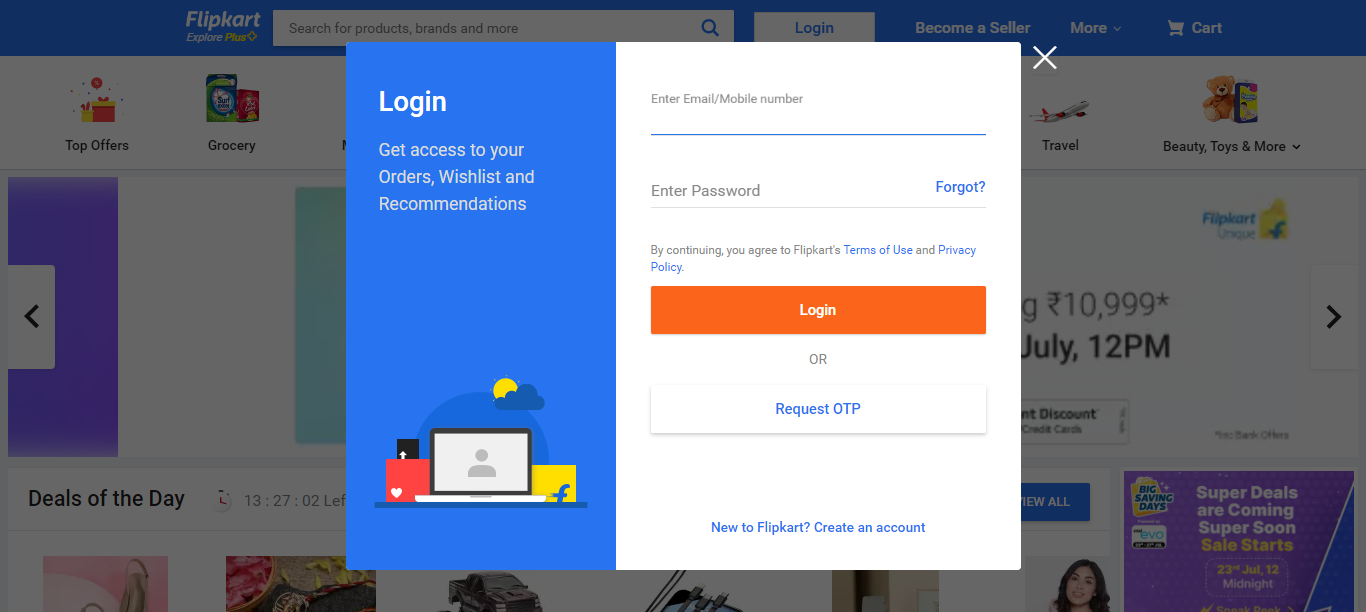 Flipkart
Explore Plus
Search for products, brands and more
Login
Become a Seller
More
Cart
Top Offers
Grocery
Travel
Beauty, Toys & More
Login
Get access to your
Orders, Wishlist and
Recommendations
Enter Email/Mobile number
Enter Password
Forgot?
By continuing, you agree to Flipkart's Terms of Use and Privacy
Policy.
Login
OR
Request OTP
New to Flipkart? Create an account
Flipkart
Unique
₹10,999*
July, 12PM
Discount*
Credit Cards
*Inc Bank Offers
Deals of the Day
13 : 27 : 02 Lef
VIEW ALL
BIG
SAVING
DAYS
evo
Super Deals
are Coming
Super Soon
Sale Starts
23rd Jul, 12
Midnight
Sneak Peek